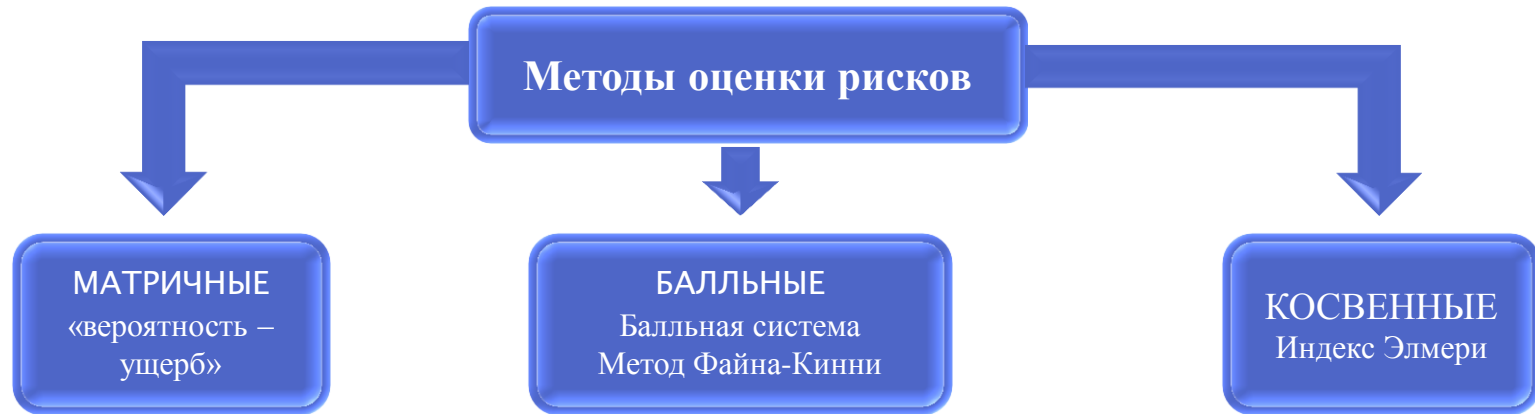 Методы оценки рисков
МАТРИЧНЫЕ
«вероятность –
ущерб»
БАЛЛЬНЫЕ
Балльная система
Метод Файна-Кинни
КОСВЕННЫЕ
Индекс Элмери